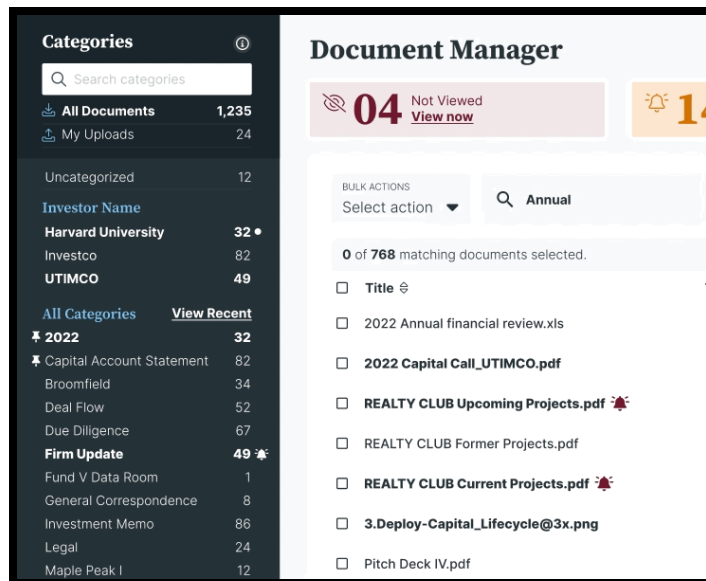 Categories
Search categories
All Documents 1,235
My Uploads 24
Uncategorized 12
Investor Name
Harvard University 32
Investco 82
UTIMCO 49
All Categories View Recent
2022 32
Capital Account Statement 82
Broomfield 34
Deal Flow 52
Due Diligence 67
Firm Update 49
Fund V Data Room 1
General Correspondence 8
Investment Memo 86
Legal 24
Maple Peak I 12
Document Manager
04 Not Viewed
View now
14
BULK ACTIONS
Select action
Annual
0 of 768 matching documents selected.
Title
2022 Annual financial review.xls
2022 Capital Call_UTIMCO.pdf
REALTY CLUB Upcoming Projects.pdf
REALTY CLUB Former Projects.pdf
REALTY CLUB Current Projects.pdf
3.Deploy-Capital_Lifecycle@3x.png
Pitch Deck IV.pdf